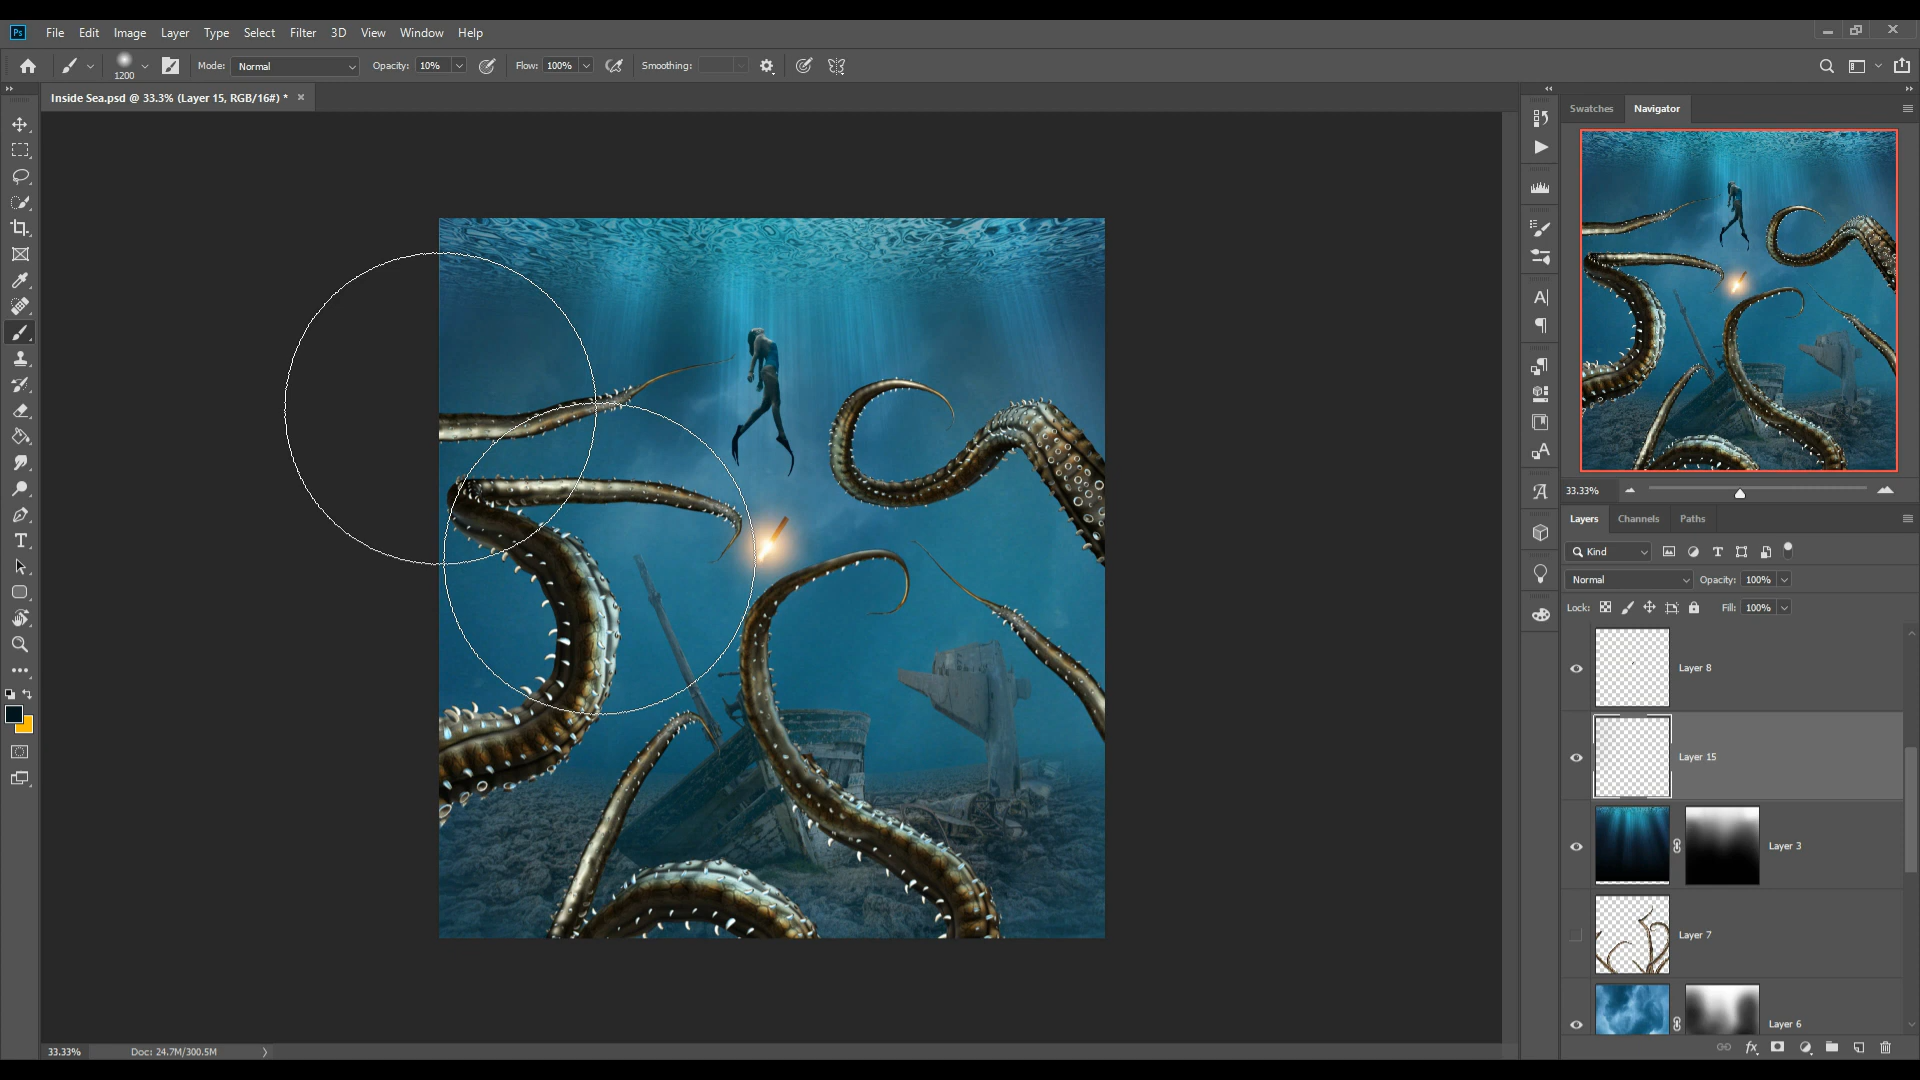 Ps File Edit Image Layer Type Select Filter 3D View Window Help
1200 Mode: Normal Opacity: 10% Flow: 100% Smoothing:
Inside Sea.psd @ 33.3% (Layer 15, RGB/16#) * ×
Swatches Navigator
33.33%
Layers Channels Paths
Kind
Normal Opacity: 100%
Lock: Fill: 100%
Layer 8
Layer 15
Layer 3
Layer 7
Layer 6
fx
33.33% Doc: 24.7M/300.5M